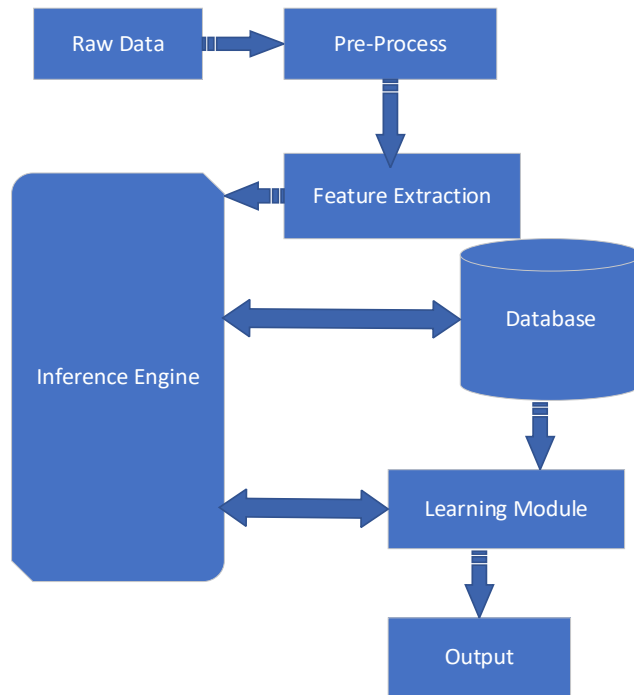 Raw Data
Pre-Process
Feature Extraction
Database
Inference Engine
Learning Module
Output